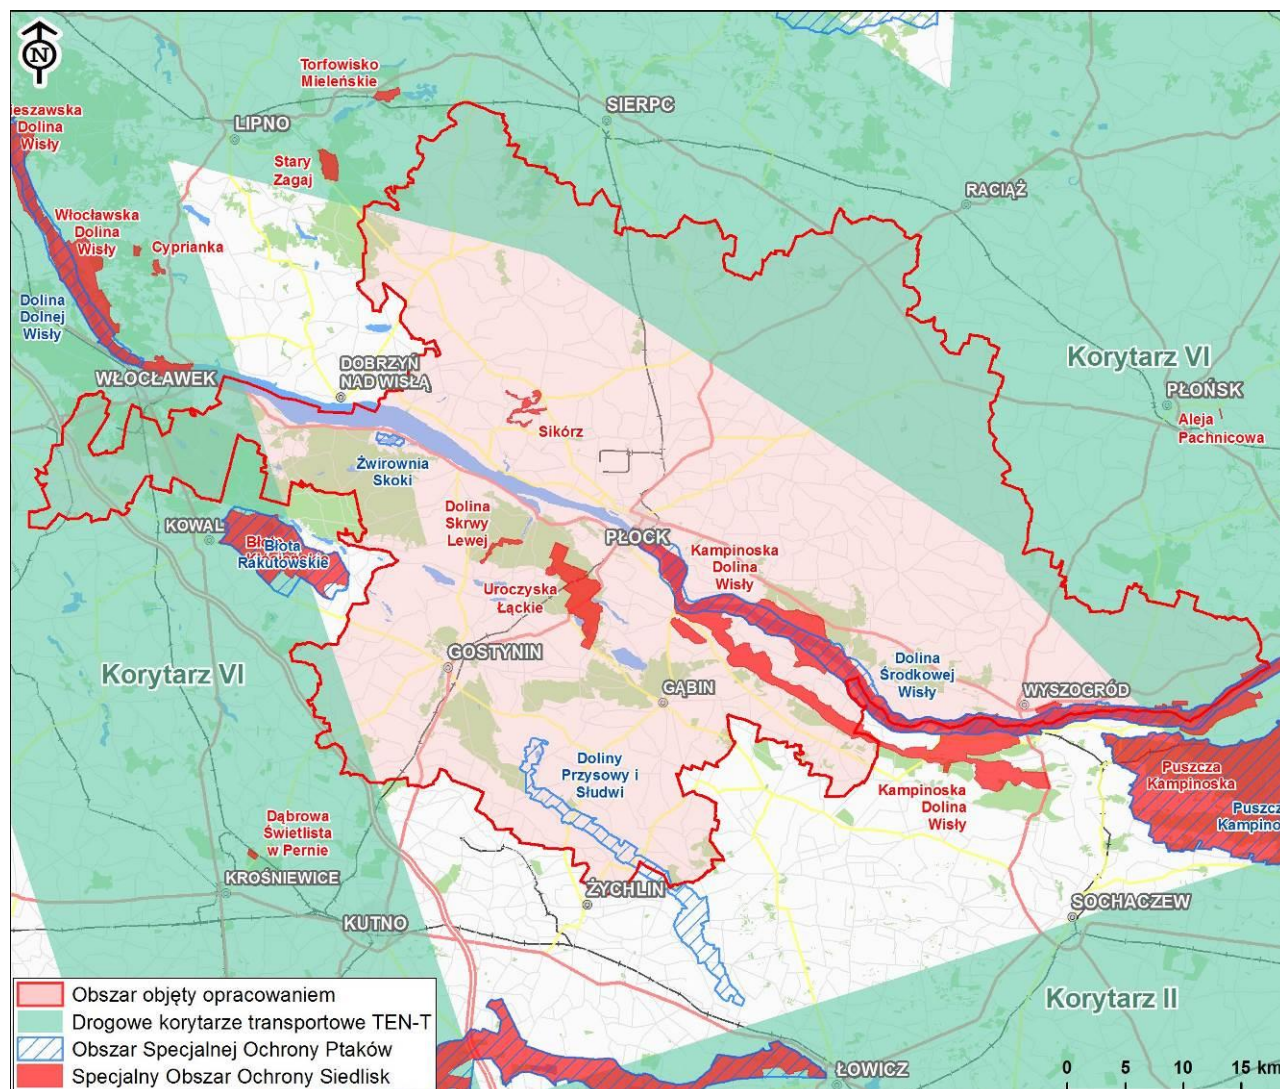 N
Torfowisko
Mieleńskie
SIERPC
ieszawska
Dolina
Wisły
LIPNO
Stary
Zagaj
RACIĄŻ
Włocławska
Dolina
Wisły
Cyprianka
Dolina
Dolnej
Wisły
DOBRZYŃ
NAD WISŁĄ
WŁOCŁAWEK
Korytarz VI
PŁOŃSK
Aleja
Pachnicowa
Sikórz
Żwirownia
Skoki
Dolina
Skrwy
Lewej
KOWAL
Błota
Rakutowskie
PŁOCK
Kampinoska
Dolina
Wisły
Uroczyska
Łąckie
Korytarz VI
GOSTYNIN
Dolina
Środkowej
Wisły
GĄBIN
WYSZOGRÓD
Doliny
Przysowy i
Słudwi
Puszcza
Kampinoska
Kampinoska
Dolina
Wisły
Puszcz
Kampino
Dąbrowa
Świetlista
w Pernie
KROŚNIEWICE
ŻYCHLIN
KUTNO
SOCHACZEW
Korytarz II
ŁOWICZ
Obszar objęty opracowaniem
Drogowe korytarze transportowe TEN-T
Obszar Specjalnej Ochrony Ptaków
Specjalny Obszar Ochrony Siedlisk
0 5 10 15 km